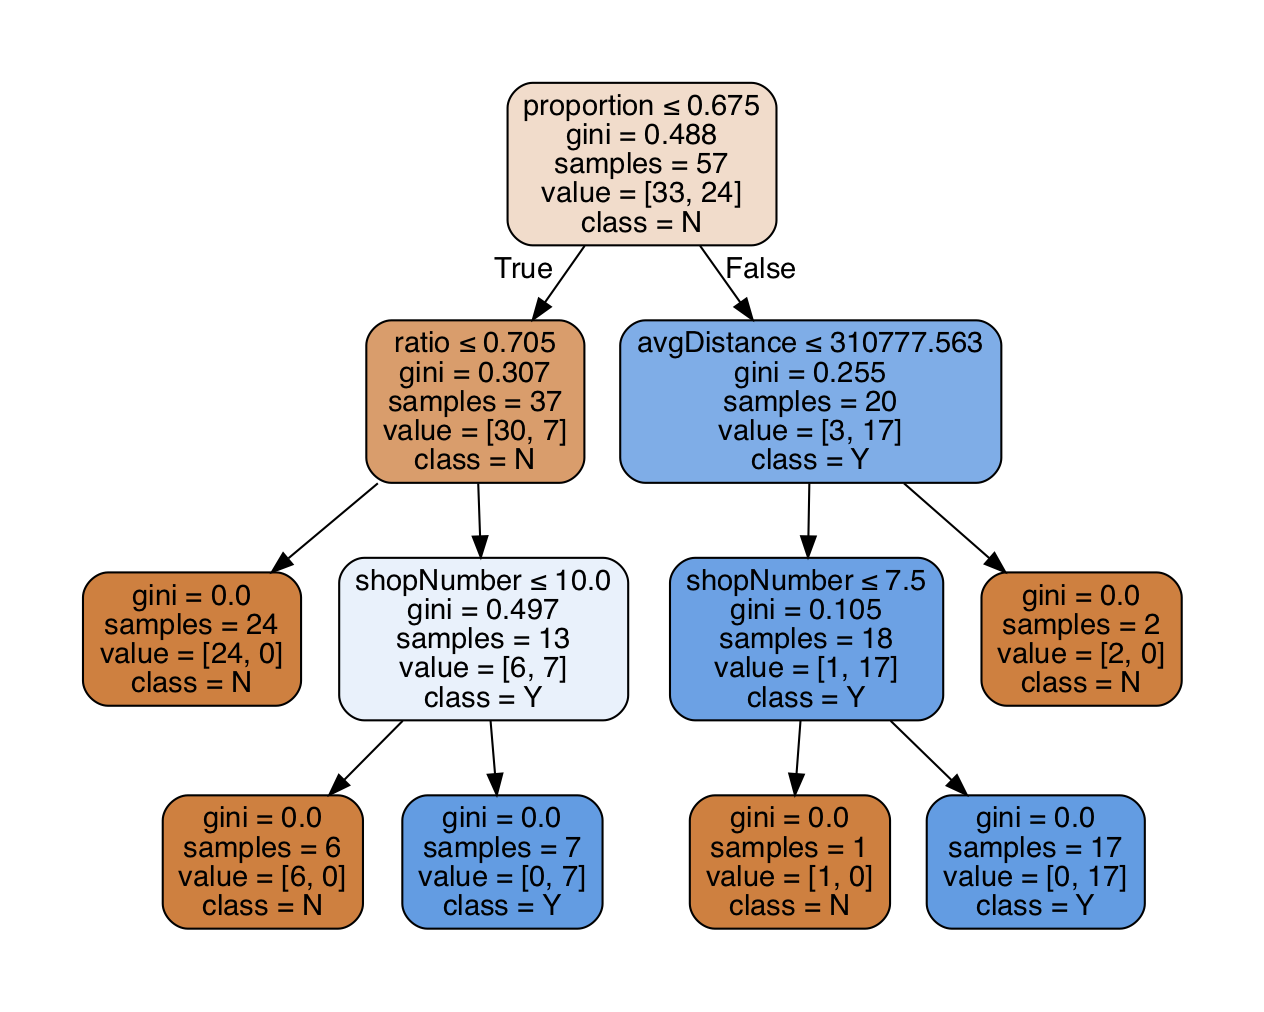 proportion ≤ 0.675
gini = 0.488
samples = 57
value = [33, 24]
class = N
True
False
ratio ≤ 0.705
gini = 0.307
samples = 37
value = [30, 7]
class = N
avgDistance ≤ 310777.563
gini = 0.255
samples = 20
value = [3, 17]
class = Y
gini = 0.0
samples = 24
value = [24, 0]
class = N
shopNumber ≤ 10.0
gini = 0.497
samples = 13
value = [6, 7]
class = Y
shopNumber ≤ 7.5
gini = 0.105
samples = 18
value = [1, 17]
class = Y
gini = 0.0
samples = 2
value = [2, 0]
class = N
gini = 0.0
samples = 6
value = [6, 0]
class = N
gini = 0.0
samples = 7
value = [0, 7]
class = Y
gini = 0.0
samples = 1
value = [1, 0]
class = N
gini = 0.0
samples = 17
value = [0, 17]
class = Y